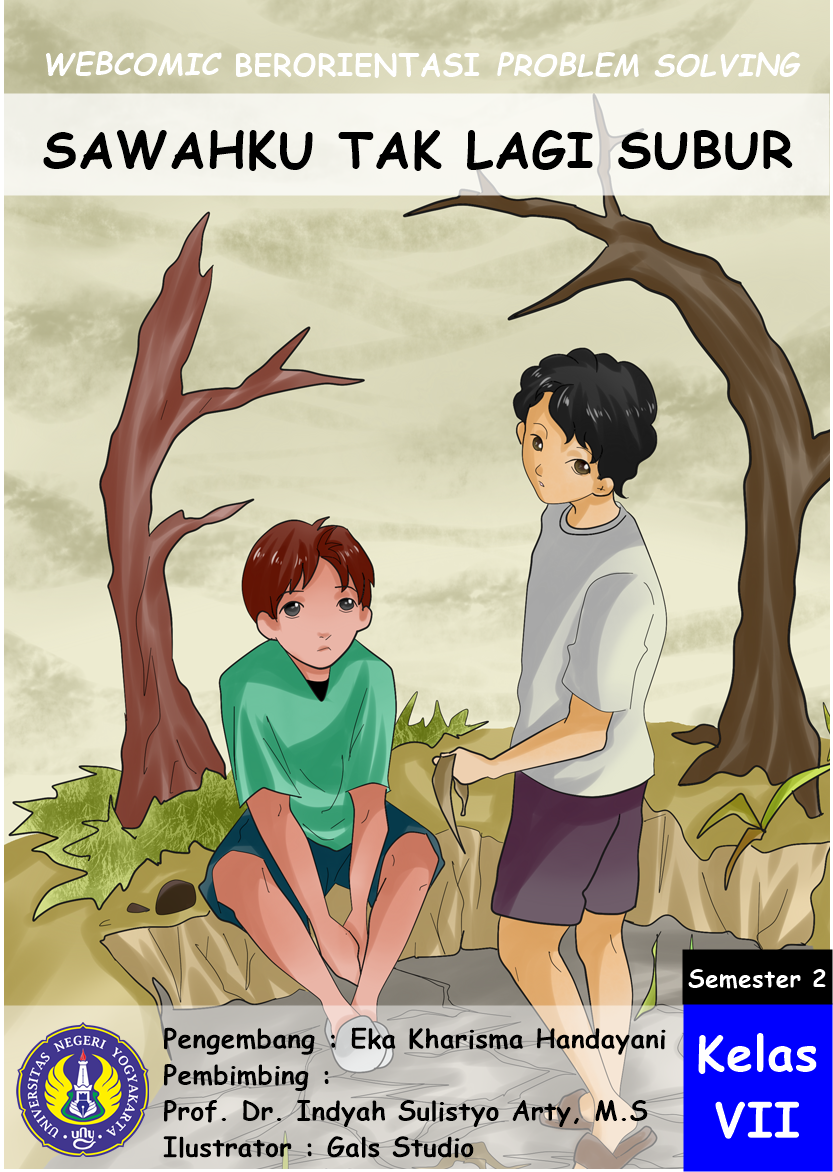 WEBCOMIC BERORIENTASI PROBLEM SOLVING
SAWAHKU TAK LAGI SUBUR
Semester 2
Kelas
VII
Pengembang : Eka Kharisma Handayani
Pembimbing :
Prof. Dr. Indyah Sulistyo Arty, M.S
Ilustrator : Gals Studio
UNIVERSITAS NEGERI YOGYAKARTA
uny